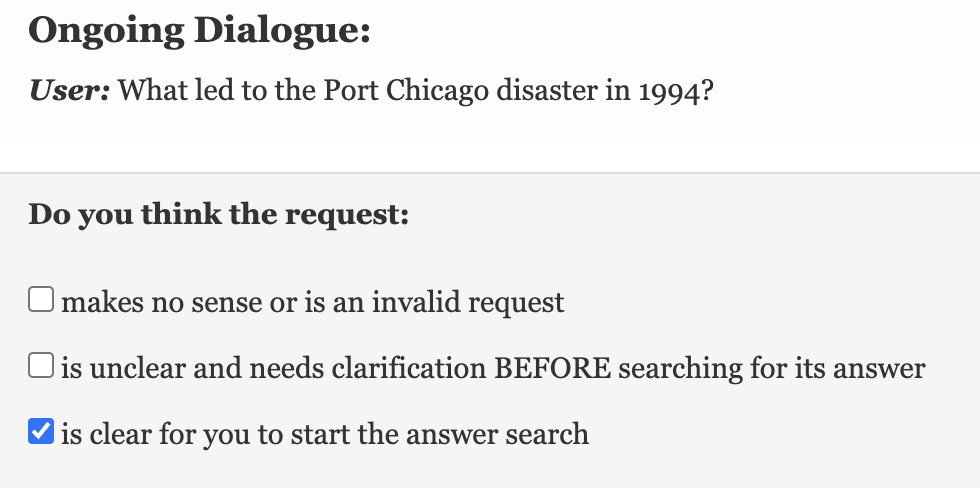 Ongoing Dialogue:
User: What led to the Port Chicago disaster in 1994?
Do you think the request:
makes no sense or is an invalid request
is unclear and needs clarification BEFORE searching for its answer
is clear for you to start the answer search